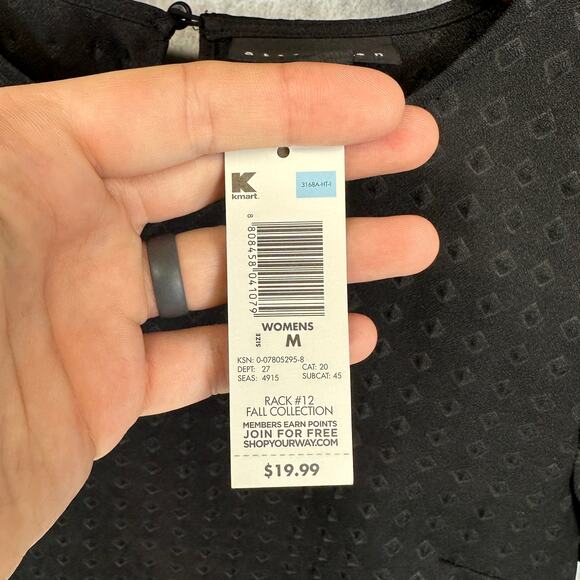 K
kmart
3168A-HT-I
8 808458 041079
WOMENS
SIZE M
KSN: 0-07805295-8
DEPT: 27 CAT: 20
SEAS: 4915 SUBCAT: 45
RACK #12
FALL COLLECTION
MEMBERS EARN POINTS
JOIN FOR FREE
SHOPYOURWAY.COM
$19.99